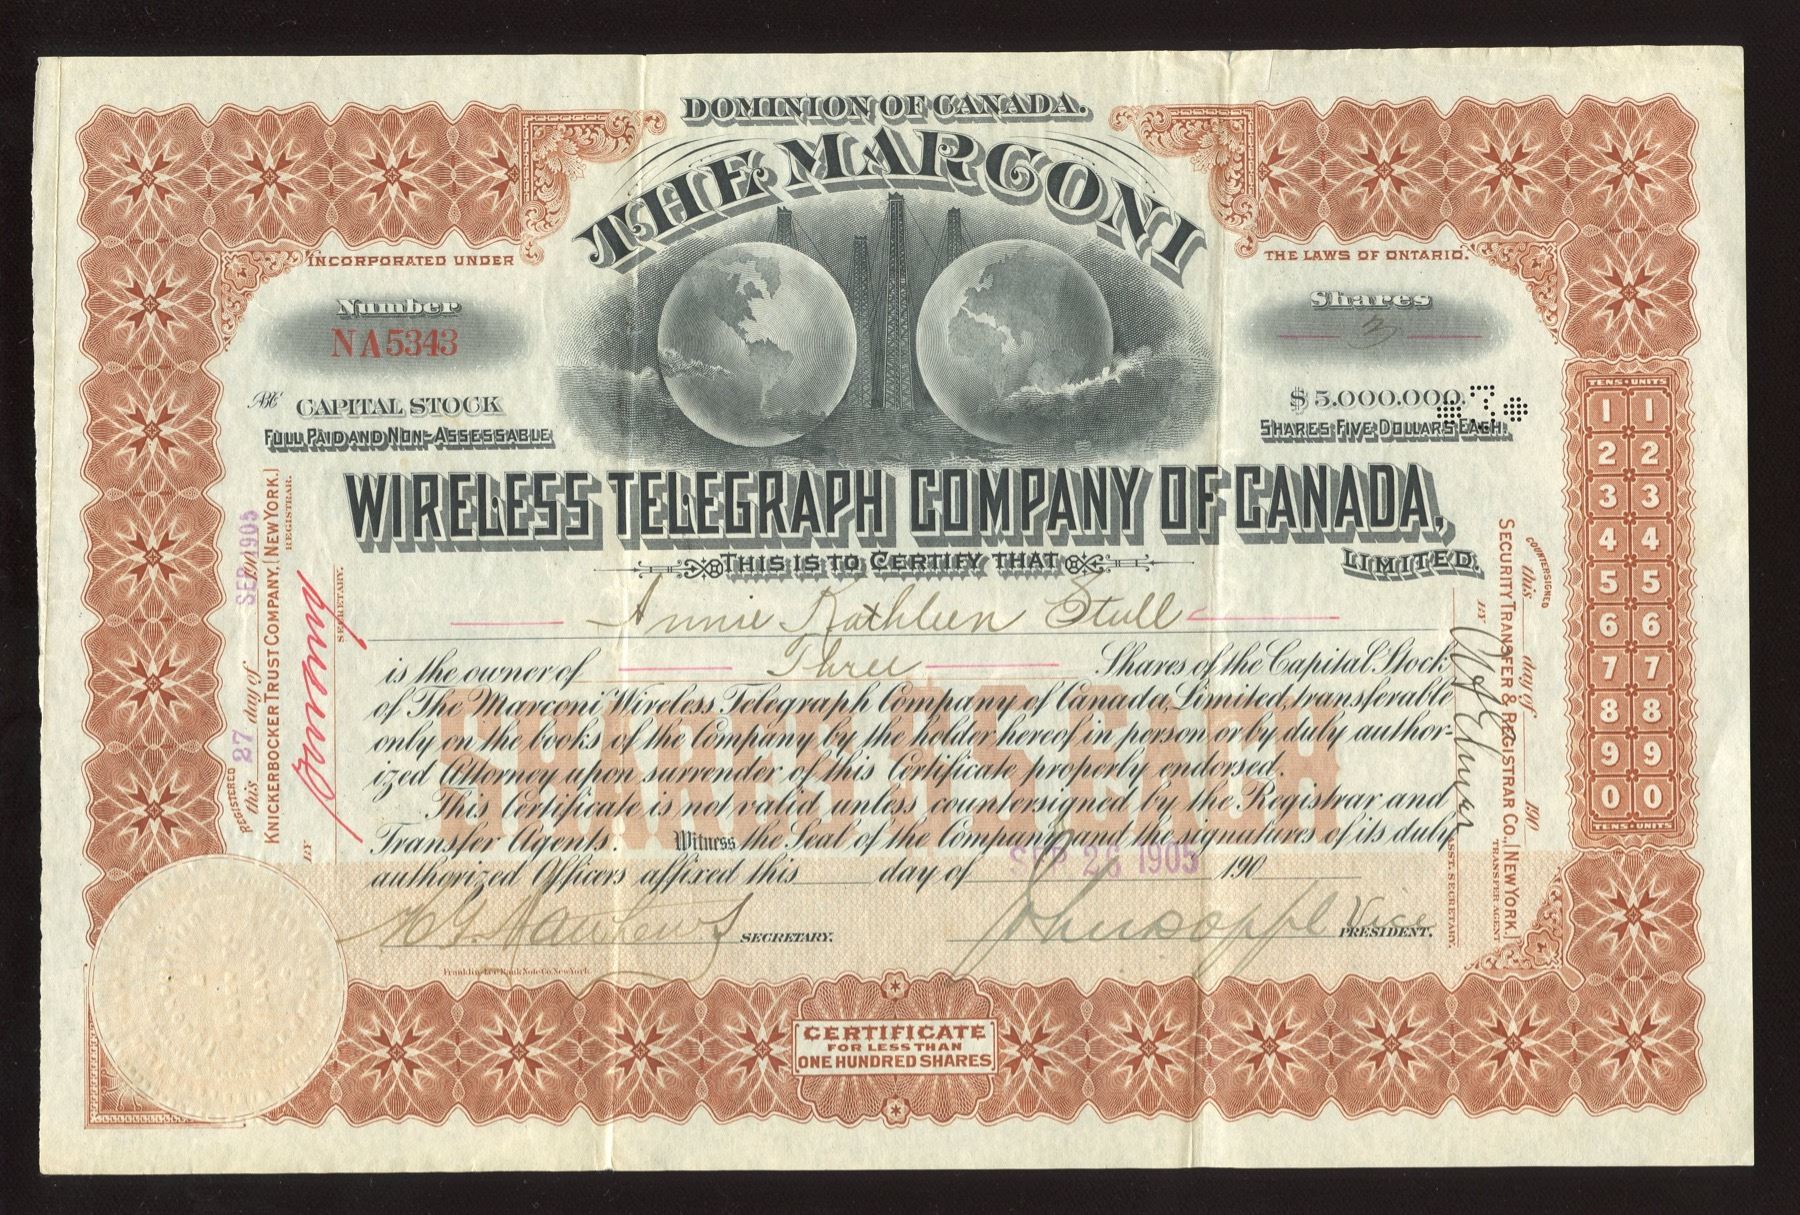 DOMINION OF CANADA.
THE MARCONI
INCORPORATED UNDER
THE LAWS OF ONTARIO.
Number
NA5343
Shares
3
CAPITAL STOCK
FULL PAID AND NON-ASSESSABLE
$5.000.000.
SHARES FIVE DOLLARS EACH.
WIRELESS TELEGRAPH COMPANY OF CANADA,
LIMITED.
THIS IS TO CERTIFY THAT
Annie Kathleen Stull
is the owner of Three Shares of the Capital Stock
of The Marconi Wireless Telegraph Company of Canada, Limited, transferable
only on the books of the Company by the holder hereof in person or by duly author-
ized Attorney upon surrender of this Certificate properly endorsed.
This Certificate is not valid unless countersigned by the Registrar and
Transfer Agents. Witness the Seal of the Company and the signatures of its duly
authorized Officers affixed this day of SEP 26 1905 190
SECRETARY.
Vice
PRESIDENT.
Franklin-Lee Bank Note Co. New York.
CERTIFICATE
FOR LESS THAN
ONE HUNDRED SHARES
REGISTERED
this 27 day of SEP 1905
KNICKERBOCKER TRUST COMPANY, [NEW YORK.]
REGISTRAR.
BY
SECRETARY.
COUNTERSIGNED
this day of 190
SECURITY TRANSFER & REGISTRAR CO., [NEW YORK.]
TRANSFER AGENT
BY
ASST. SECRETARY
SHARES $5 EACH
TENS UNITS
1 1
2 2
3 3
4 4
5 5
6 6
7 7
8 8
9 9
0 0
TENS UNITS